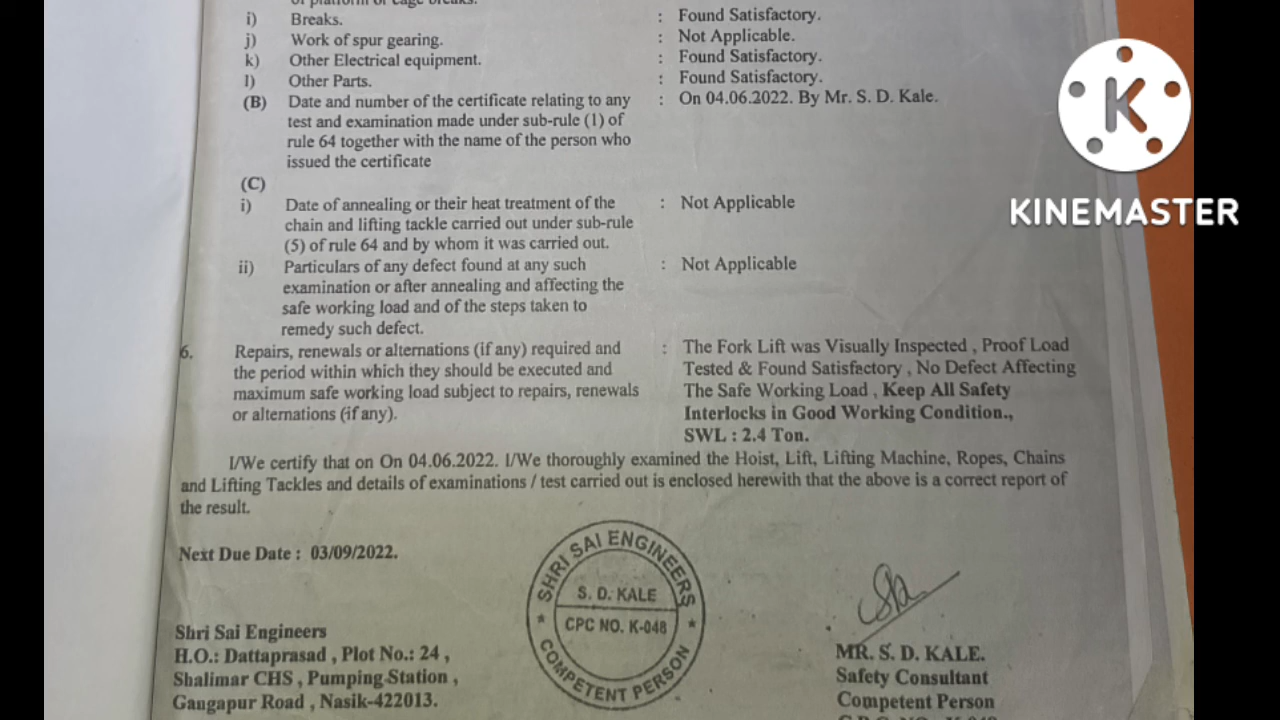 of platform or cage breaks.
i) Breaks. : Found Satisfactory.
j) Work of spur gearing. : Not Applicable.
k) Other Electrical equipment. : Found Satisfactory.
l) Other Parts. : Found Satisfactory.
(B) Date and number of the certificate relating to any : On 04.06.2022. By Mr. S. D. Kale.
test and examination made under sub-rule (1) of
rule 64 together with the name of the person who
issued the certificate
(C)
i) Date of annealing or their heat treatment of the : Not Applicable
chain and lifting tackle carried out under sub-rule
(5) of rule 64 and by whom it was carried out.
ii) Particulars of any defect found at any such : Not Applicable
examination or after annealing and affecting the
safe working load and of the steps taken to
remedy such defect.
6. Repairs, renewals or alternations (if any) required and : The Fork Lift was Visually Inspected , Proof Load
the period within which they should be executed and Tested & Found Satisfactory , No Defect Affecting
maximum safe working load subject to repairs, renewals The Safe Working Load , Keep All Safety
or alternations (if any). Interlocks in Good Working Condition.,
SWL : 2.4 Ton.
I/We certify that on On 04.06.2022. I/We thoroughly examined the Hoist, Lift, Lifting Machine, Ropes, Chains
and Lifting Tackles and details of examinations / test carried out is enclosed herewith that the above is a correct report of
the result.
Next Due Date : 03/09/2022.
SHRI SAI ENGINEERS
S. D. KALE
CPC NO. K-048
* COMPETENT PERSON *
Shri Sai Engineers
H.O.: Dattaprasad , Plot No.: 24 ,
Shalimar CHS , Pumping Station ,
Gangapur Road , Nasik-422013.
MR. S. D. KALE.
Safety Consultant
Competent Person
K
KINEMASTER